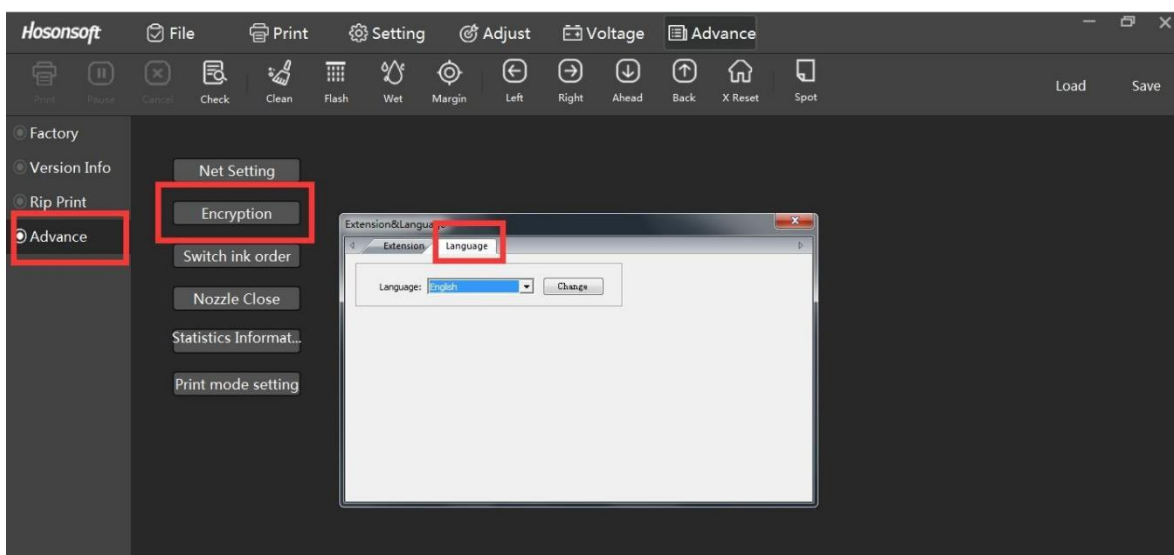 Hosonsoft File Print Setting Adjust Voltage Advance
Print Pause Cancel Check Clean Flash Wet Margin Left Right Ahead Back X Reset Spot Load Save
Factory
Version Info
Rip Print
Advance
Net Setting
Encryption
Switch ink order
Nozzle Close
Statistics Informat...
Print mode setting
Extension&Langua
Extension Language
Language: English Change